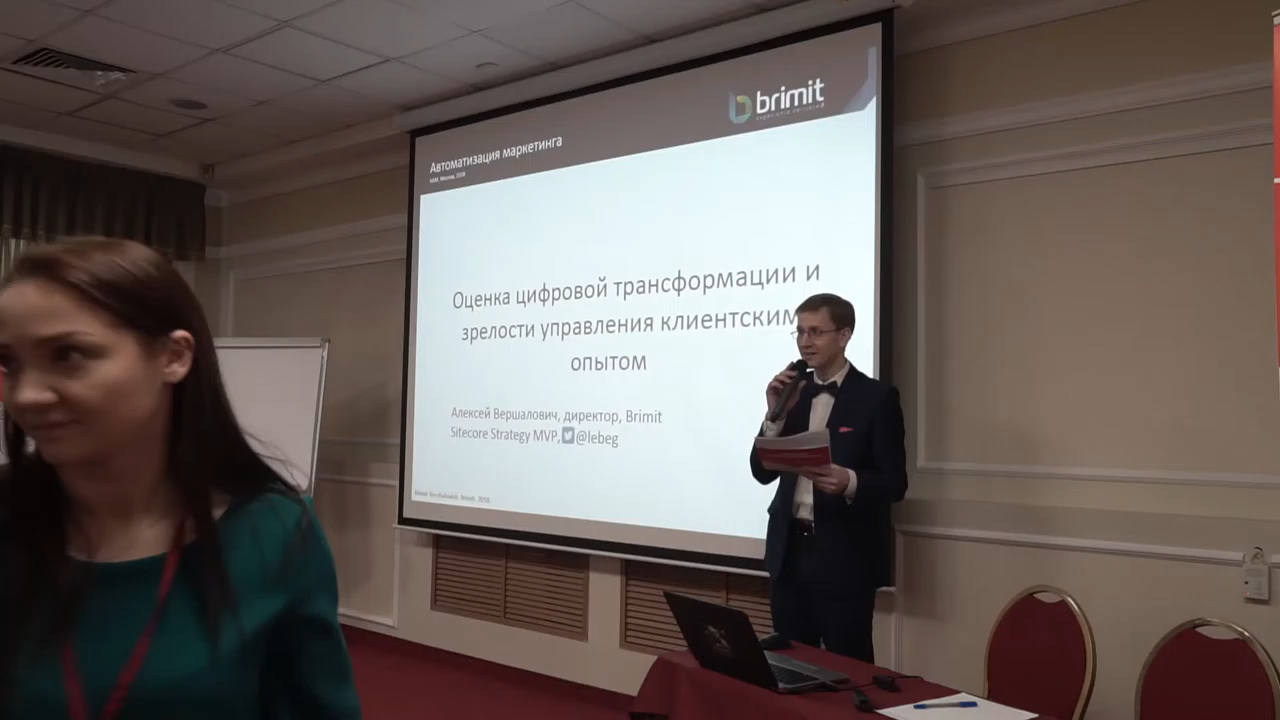 brimit
Автоматизация маркетинга
Оценка цифровой трансформации и
зрелости управления клиентским
опытом
Алексей Вершалович, директор, Brimit
Sitecore Strategy MVP, @lebeg